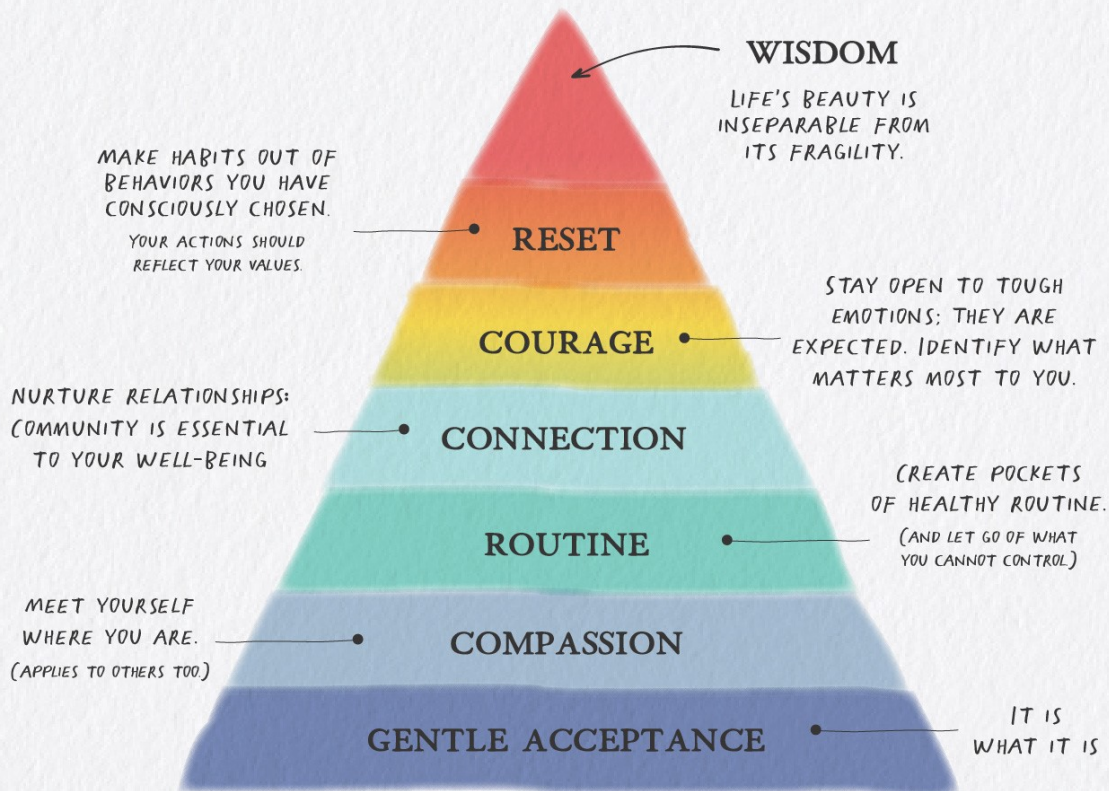 WISDOM
LIFE'S BEAUTY IS
INSEPARABLE FROM
ITS FRAGILITY.
MAKE HABITS OUT OF
BEHAVIORS YOU HAVE
CONSCIOUSLY CHOSEN.
YOUR ACTIONS SHOULD
REFLECT YOUR VALUES.
RESET
STAY OPEN TO TOUGH
EMOTIONS; THEY ARE
EXPECTED. IDENTIFY WHAT
MATTERS MOST TO YOU.
COURAGE
NURTURE RELATIONSHIPS:
COMMUNITY IS ESSENTIAL
TO YOUR WELL-BEING
CONNECTION
CREATE POCKETS
OF HEALTHY ROUTINE.
(AND LET GO OF WHAT
YOU CANNOT CONTROL)
ROUTINE
MEET YOURSELF
WHERE YOU ARE.
(APPLIES TO OTHERS TOO.)
COMPASSION
GENTLE ACCEPTANCE
IT IS
WHAT IT IS